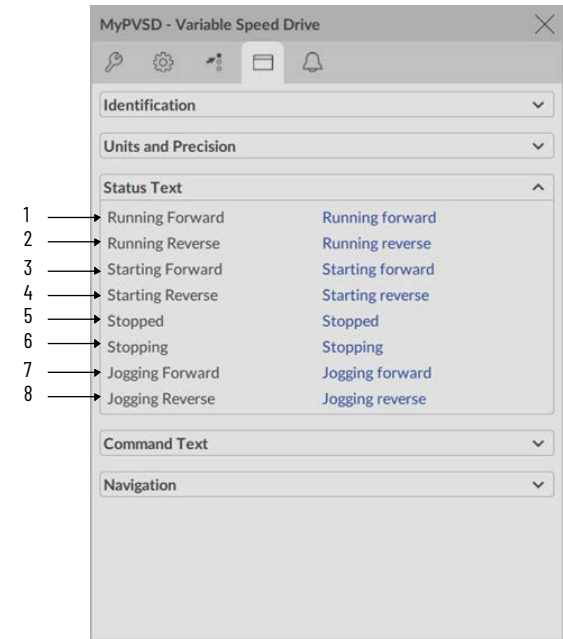 MyPVSD - Variable Speed Drive
Identification
Units and Precision
Status Text
1 Running Forward Running forward
2 Running Reverse Running reverse
3 Starting Forward Starting forward
4 Starting Reverse Starting reverse
5 Stopped Stopped
6 Stopping Stopping
7 Jogging Forward Jogging forward
8 Jogging Reverse Jogging reverse
Command Text
Navigation